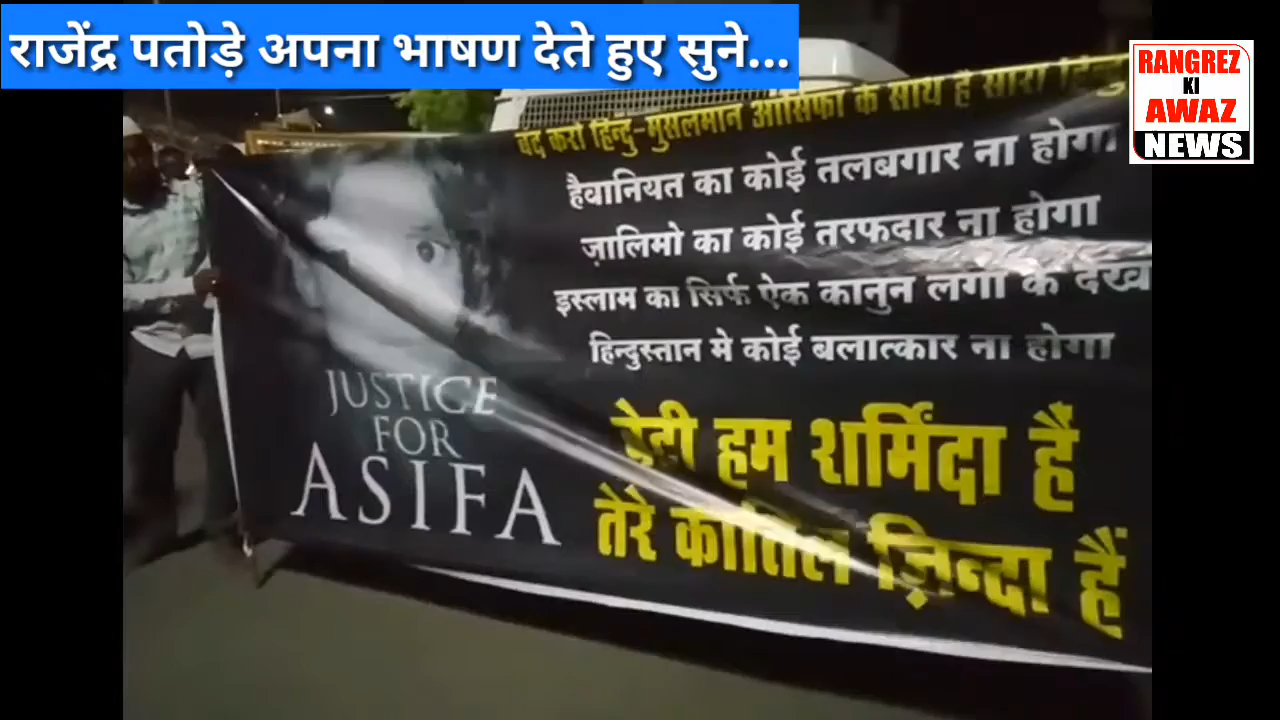 राजेंद्र पतोड़े अपना भाषण देते हुए सुने...
RANGREZ
KI
AWAZ
NEWS
बंद करो हिन्दु-मुसलमान आसिफा के साथ है सारा
हैवानियत का कोई तलबगार ना होगा
ज़ालिमो का कोई तरफदार ना होगा
इस्लाम का सिर्फ ऐक कानुन लगा के देख
हिन्दुस्तान मे कोई बलात्कार ना होगा
JUSTICE
FOR
ASIFA
हम शर्मिंदा हैं
तेरे कातिल ज़िन्दा हैं